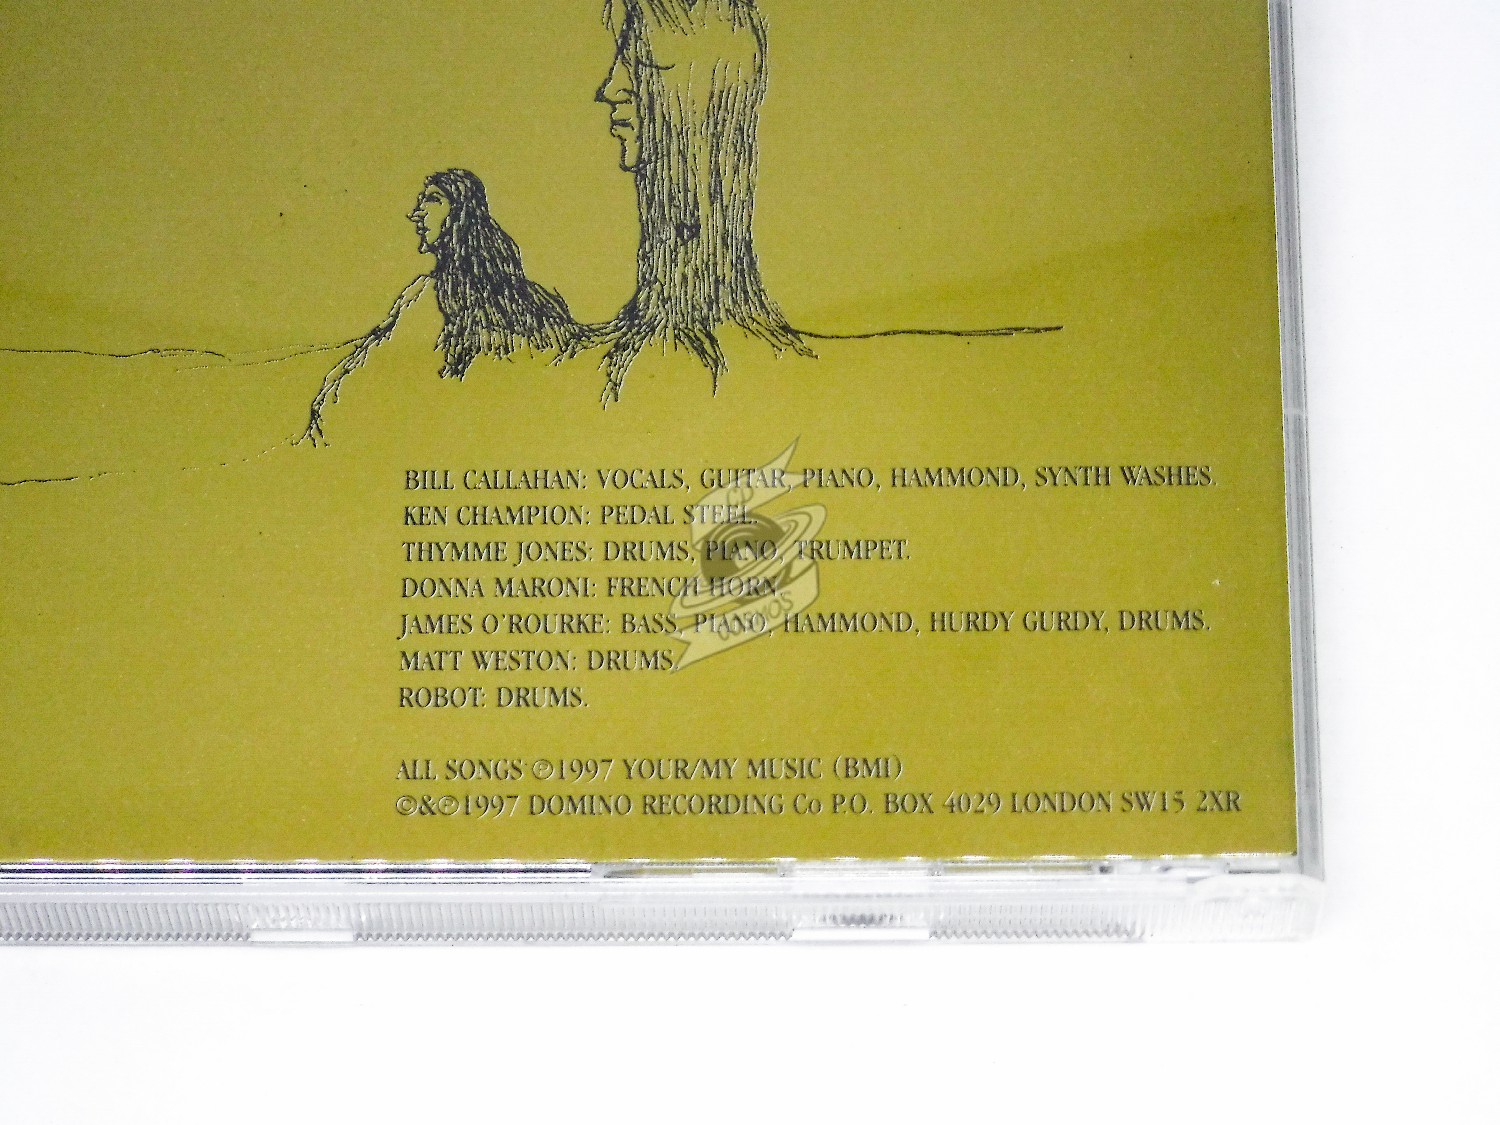 BILL CALLAHAN: VOCALS, GUITAR, PIANO, HAMMOND, SYNTH WASHES.
KEN CHAMPION: PEDAL STEEL.
THYMME JONES: DRUMS, PIANO, TRUMPET.
DONNA MARONI: FRENCH HORN.
JAMES O'ROURKE: BASS, PIANO, HAMMOND, HURDY GURDY, DRUMS.
MATT WESTON: DRUMS.
ROBOT: DRUMS.
ALL SONGS ℗1997 YOUR/MY MUSIC (BMI)
©&℗1997 DOMINO RECORDING Co P.O. BOX 4029 LONDON SW15 2XR
CD
COSMOS